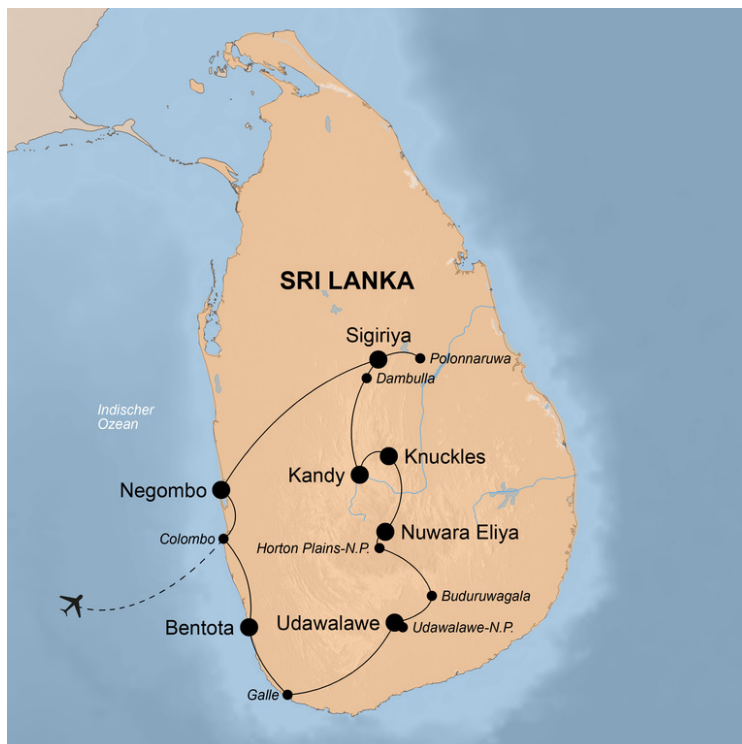 SRI LANKA
Sigiriya
Polonnaruwa
Dambulla
Indischer
Ozean
Knuckles
Kandy
Negombo
Nuwara Eliya
Colombo
Horton Plains-N.P.
Buduruwagala
Udawalawe
Bentota
Udawalawe-N.P.
Galle